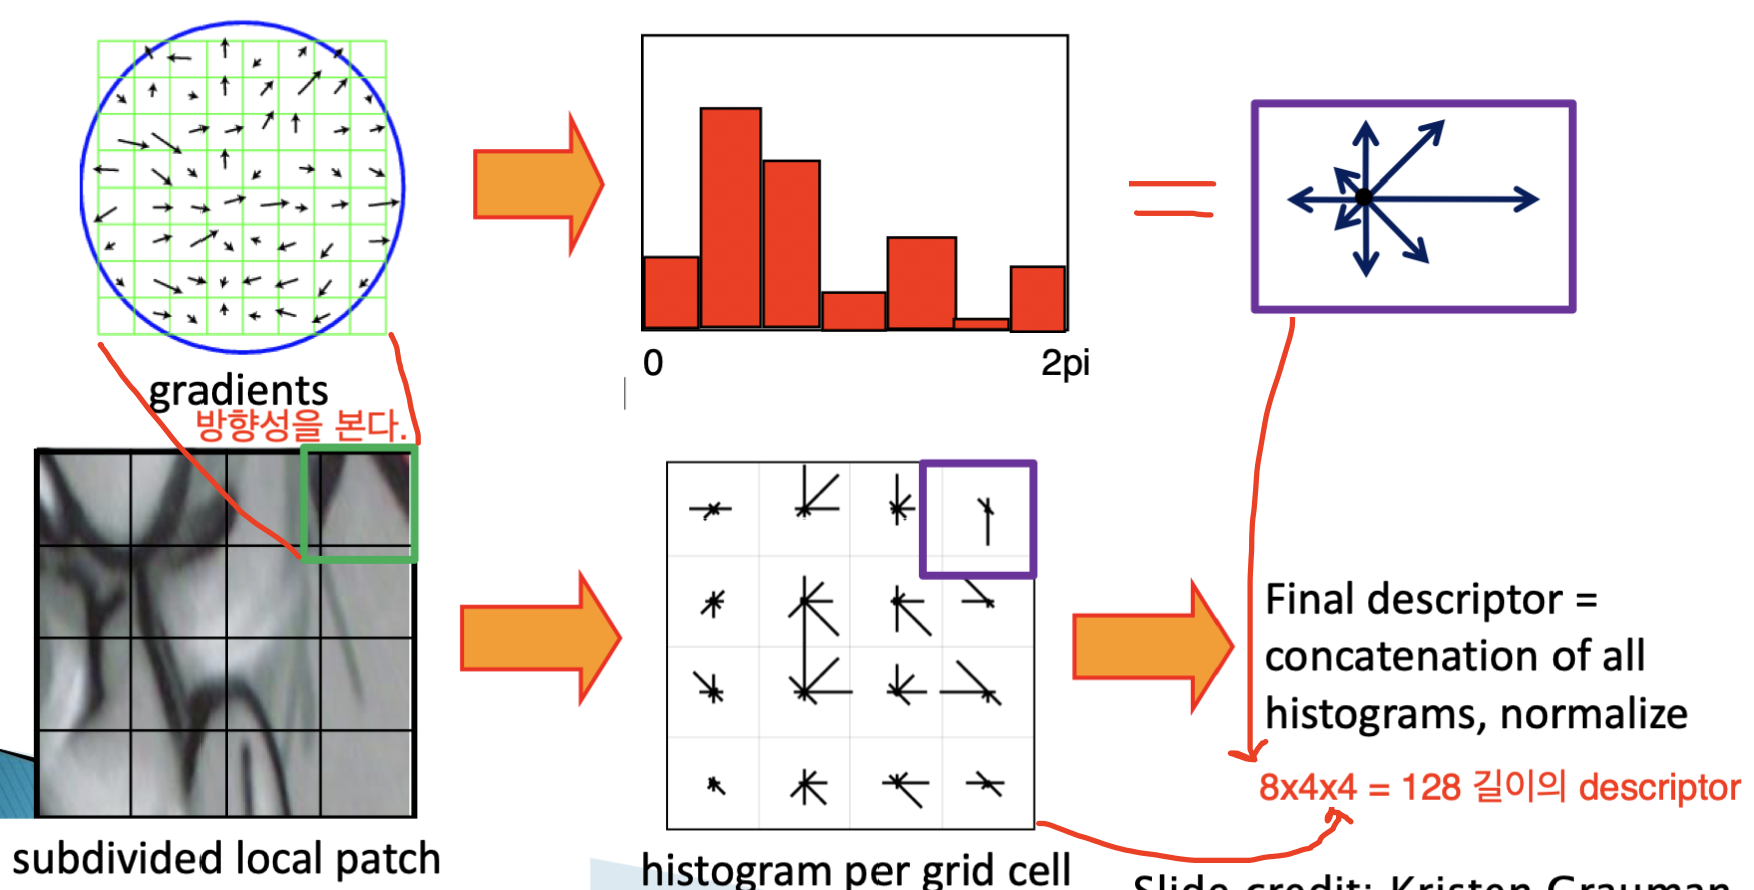 0
2pi
gradients
방향성을 본다.
subdivided local patch
histogram per grid cell
Final descriptor =
concatenation of all
histograms, normalize
8x4x4 = 128 길이의 descriptor
Slide credit: Kristen Grauman